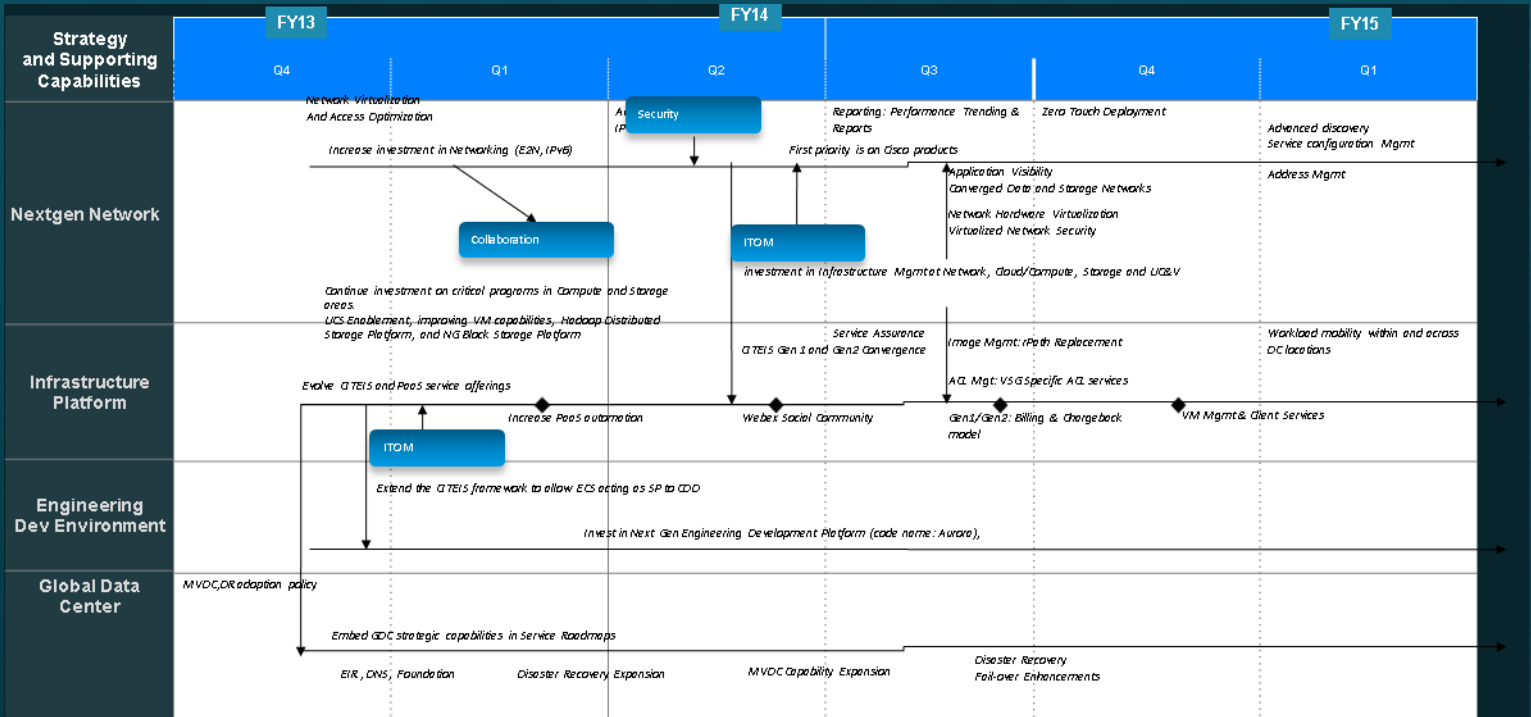 FY13
FY14
FY15
Strategy
and Supporting
Capabilities
Q4
Q1
Q2
Q3
Q4
Q1
Nextgen Network
Network Virtualization
And Access Optimization
Security
Reporting: Performance Trending &
Reports
Zero Touch Deployment
Advanced discovery
Service configuration Mgmt
Increase investment in Networking (E2N, IPv6)
First priority is on Cisco products
Address Mgmt
Application Visibility
Converged Data and Storage Networks
Network Hardware Virtualization
Virtualized Network Security
Collaboration
ITOM
investment in Infrastructure Mgmt at Network, Cloud/Compute, Storage and UC&V
Continue investment on critical programs in Compute and Storage
areas.
UCS Enablement, improving VM capabilities, Hadoop Distributed
Storage Platform, and NG Block Storage Platform
Infrastructure
Platform
Service Assurance
CITEIS Gen 1 and Gen2 Convergence
Image Mgmt: rPath Replacement
Workload mobility within and across
DC locations
Evolve CITEIS and PaaS service offerings
ACL Mgt: VSG Specific ACL services
Increase PaaS automation
Webex Social Community
Gen1/Gen2: Billing & Chargeback
model
VM Mgmt & Client Services
ITOM
Engineering
Dev Environment
Extend the CITEIS framework to allow ECS acting as SP to CDO
Invest in Next Gen Engineering Development Platform (code name: Aurora),
Global Data
Center
MVDC,DR adaption policy
Embed GDC strategic capabilities in Service Roadmaps
EIR , DNS, Foundation
Disaster Recovery Expansion
MVDC Capability Expansion
Disaster Recovery
Fail-over Enhancements